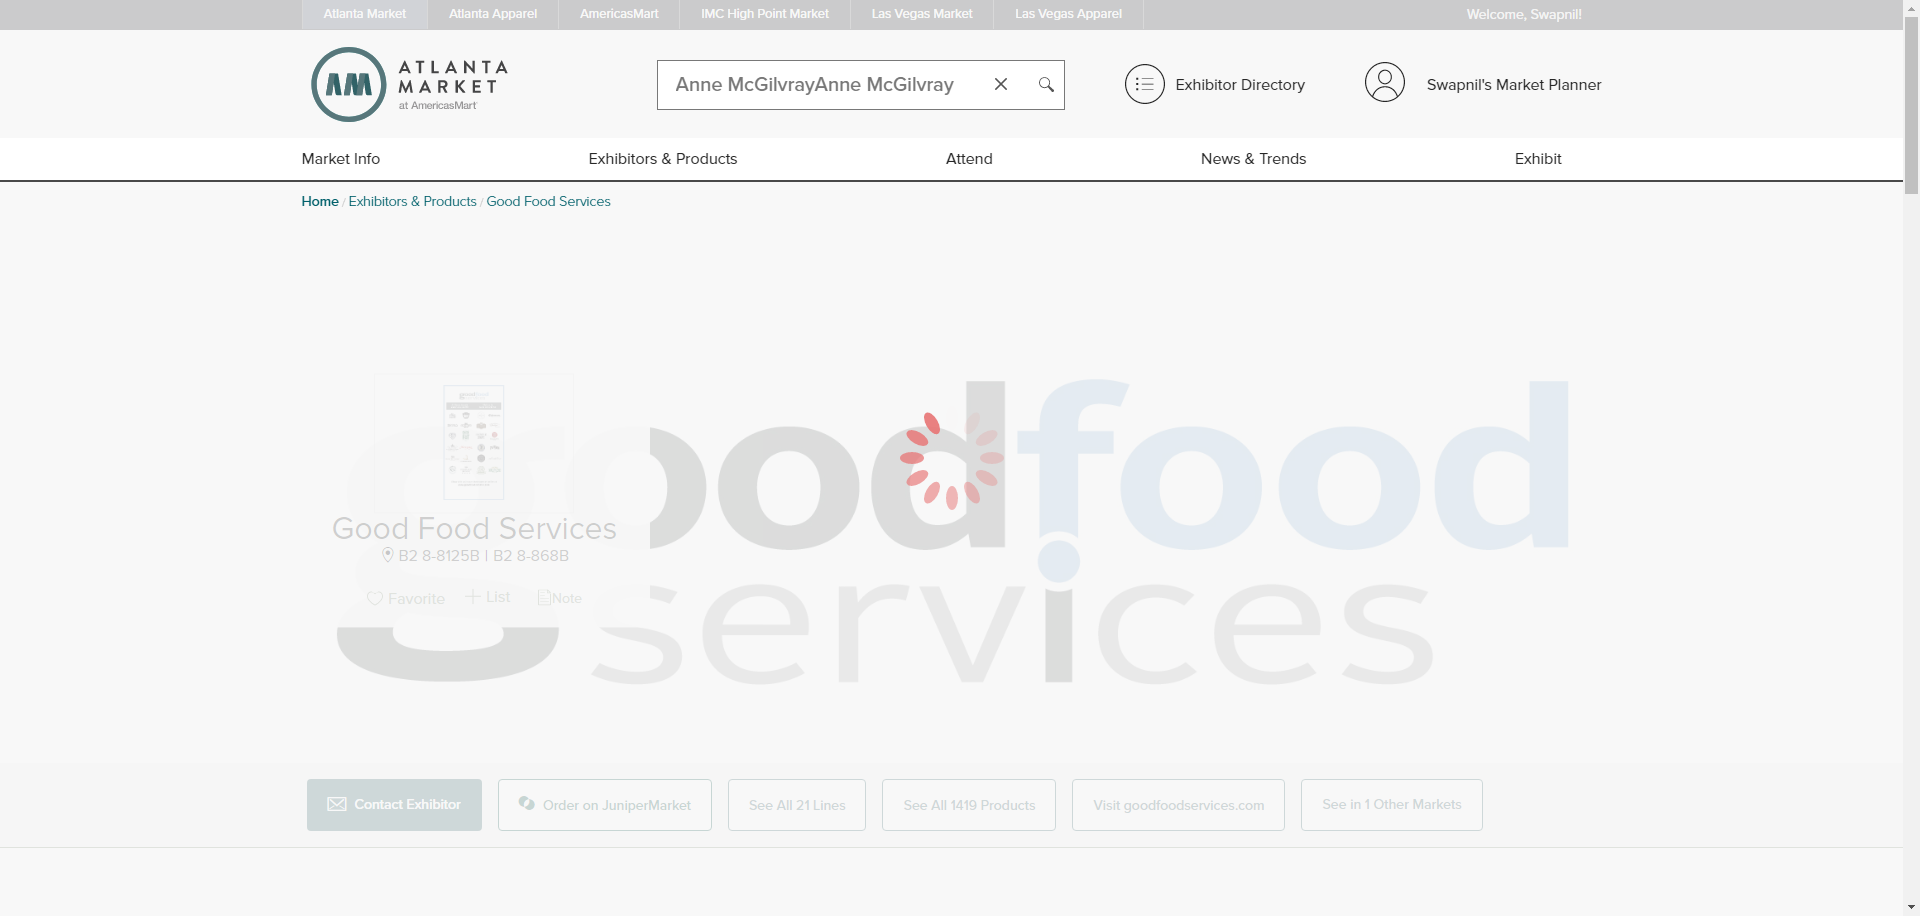 Atlanta Market
Atlanta Apparel
AmericasMart
IMC High Point Market
Las Vegas Market
Las Vegas Apparel
Welcome, Swapnil!
AM
ATLANTA
MARKET
at AmericasMart
Anne McGilvrayAnne McGilvray
Exhibitor Directory
Swapnil's Market Planner
Market Info
Exhibitors & Products
Attend
News & Trends
Exhibit
Home / Exhibitors & Products / Good Food Services
goodfood
services
Good Food Services
B2 8-8125B | B2 8-868B
Favorite
List
Note
Contact Exhibitor
Order on JuniperMarket
See All 21 Lines
See All 1419 Products
Visit goodfoodservices.com
See in 1 Other Markets